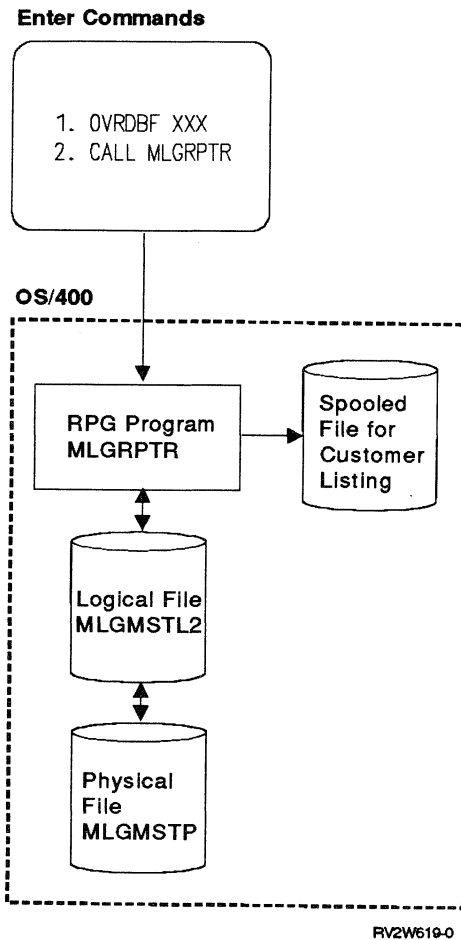 Enter Commands
1. OVRDBF XXX
2. CALL MLGRPTR
OS/400
RPG Program
MLGRPTR
Spooled
File for
Customer
Listing
Logical File
MLGMSTL2
Physical
File
MLGMSTP
RV2W619-0